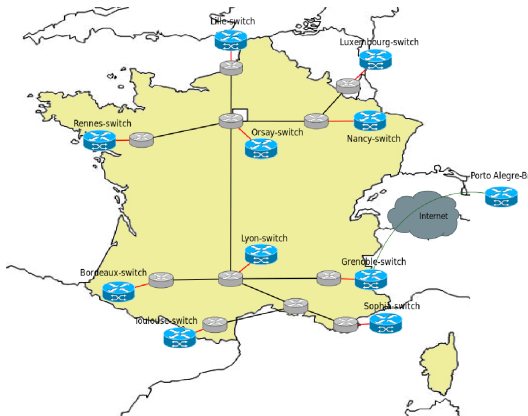 Lille-switch
Luxembourg-switch
Rennes-switch
Orsay-switch
Nancy-switch
Porto Alegre-B
Internet
Lyon-switch
Grenoble-switch
Bordeaux-switch
Sophia-switch
Toulouse-switch